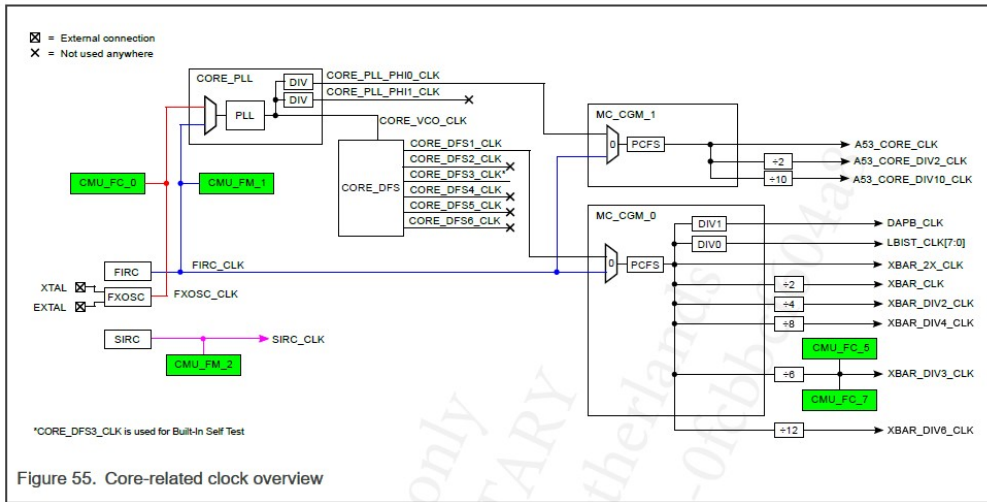 ☒ = External connection
✕ = Not used anywhere
CORE_PLL
DIV
CORE_PLL_PHI0_CLK
DIV
CORE_PLL_PHI1_CLK
PLL
CORE_VCO_CLK
MC_CGM_1
0
PCFS
A53_CORE_CLK
÷2
A53_CORE_DIV2_CLK
÷10
A53_CORE_DIV10_CLK
CORE_DFS
CORE_DFS1_CLK
CORE_DFS2_CLK
CORE_DFS3_CLK*
CORE_DFS4_CLK
CORE_DFS5_CLK
CORE_DFS6_CLK
CMU_FC_0
CMU_FM_1
MC_CGM_0
0
PCFS
DIV1
DAPB_CLK
DIV0
LBIST_CLK[7:0]
XBAR_2X_CLK
÷2
XBAR_CLK
÷4
XBAR_DIV2_CLK
÷8
XBAR_DIV4_CLK
CMU_FC_5
÷6
XBAR_DIV3_CLK
CMU_FC_7
÷12
XBAR_DIV6_CLK
FIRC
FIRC_CLK
XTAL
EXTAL
FXOSC
FXOSC_CLK
SIRC
SIRC_CLK
CMU_FM_2
*CORE_DFS3_CLK is used for Built-In Self Test
Figure 55. Core-related clock overview